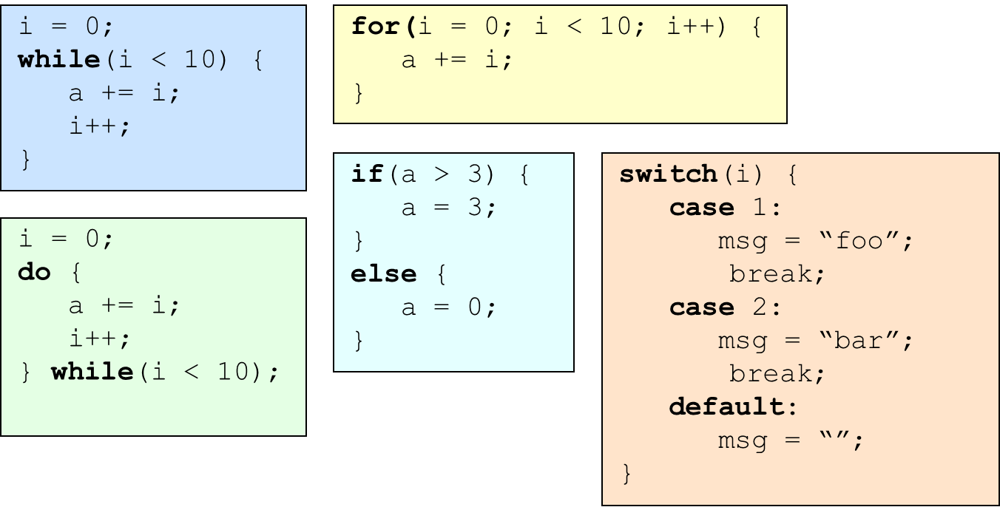 i = 0;
while(i < 10) {
   a += i;
   i++;
}
for(i = 0; i < 10; i++) {
   a += i;
}
i = 0;
do {
   a += i;
   i++;
} while(i < 10);
if(a > 3) {
   a = 3;
}
else {
   a = 0;
}
switch(i) {
   case 1:
      msg = “foo”;
      break;
   case 2:
      msg = “bar”;
      break;
   default:
      msg = “”;
}